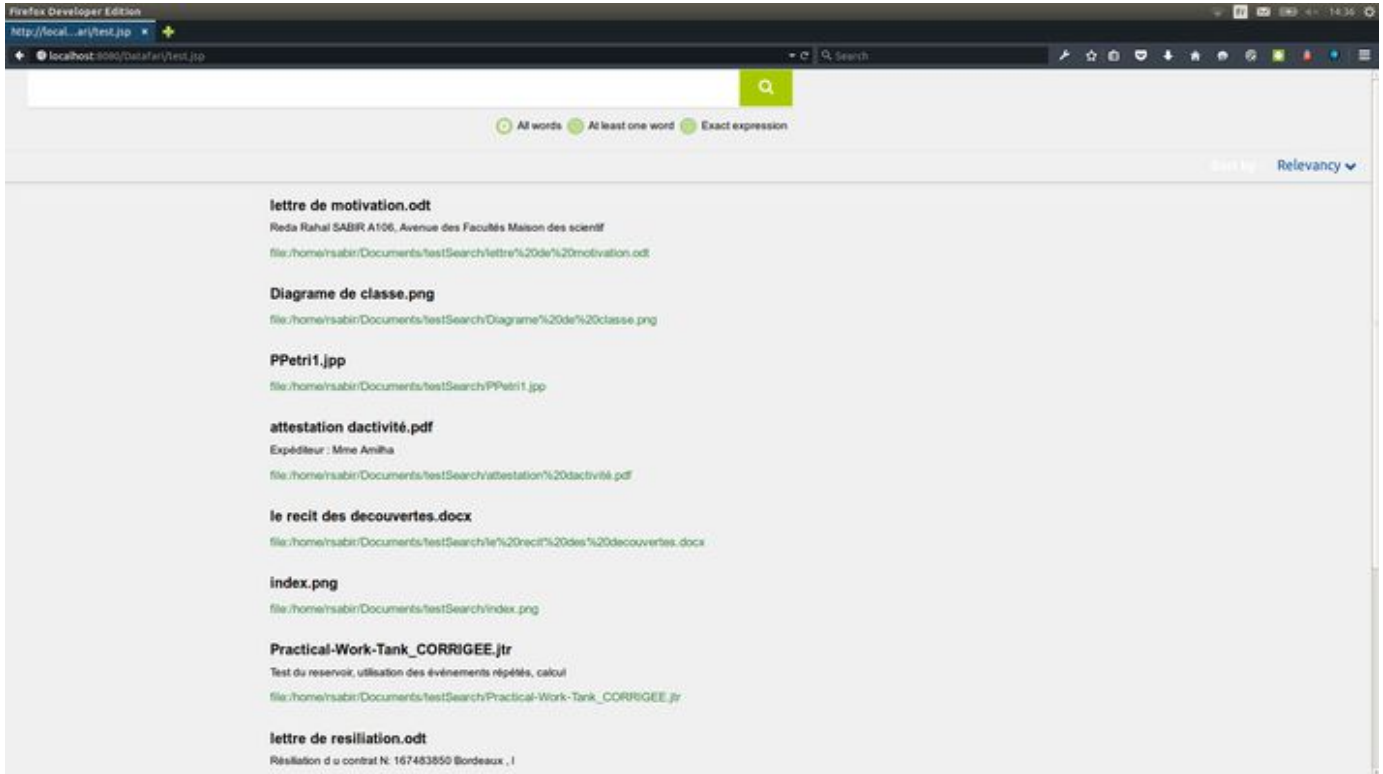 Firefox Developer Edition
Fr 14:36
http://local...ari/test.jsp
localhost:8080/Datafari/test.jsp Search
All words At least one word Exact expression
Sort by Relevancy
lettre de motivation.odt
Reda Rahal SABIR A106, Avenue des Facultés Maison des scientif
file:/home/rsabir/Documents/testSearch/lettre%20de%20motivation.odt
Diagrame de classe.png
file:/home/rsabir/Documents/testSearch/Diagrame%20de%20classe.png
PPetri1.jpp
file:/home/rsabir/Documents/testSearch/PPetri1.jpp
attestation dactivité.pdf
Expéditeur : Mme Amilha
file:/home/rsabir/Documents/testSearch/attestation%20dactivité.pdf
le recit des decouvertes.docx
file:/home/rsabir/Documents/testSearch/le%20recit%20des%20decouvertes.docx
index.png
file:/home/rsabir/Documents/testSearch/index.png
Practical-Work-Tank_CORRIGEE.jtr
Test du reservoir, utilisation des événements répétés, calcul
file:/home/rsabir/Documents/testSearch/Practical-Work-Tank_CORRIGEE.jtr
lettre de resiliation.odt
Résiliation d u contrat N: 167483850 Bordeaux , l